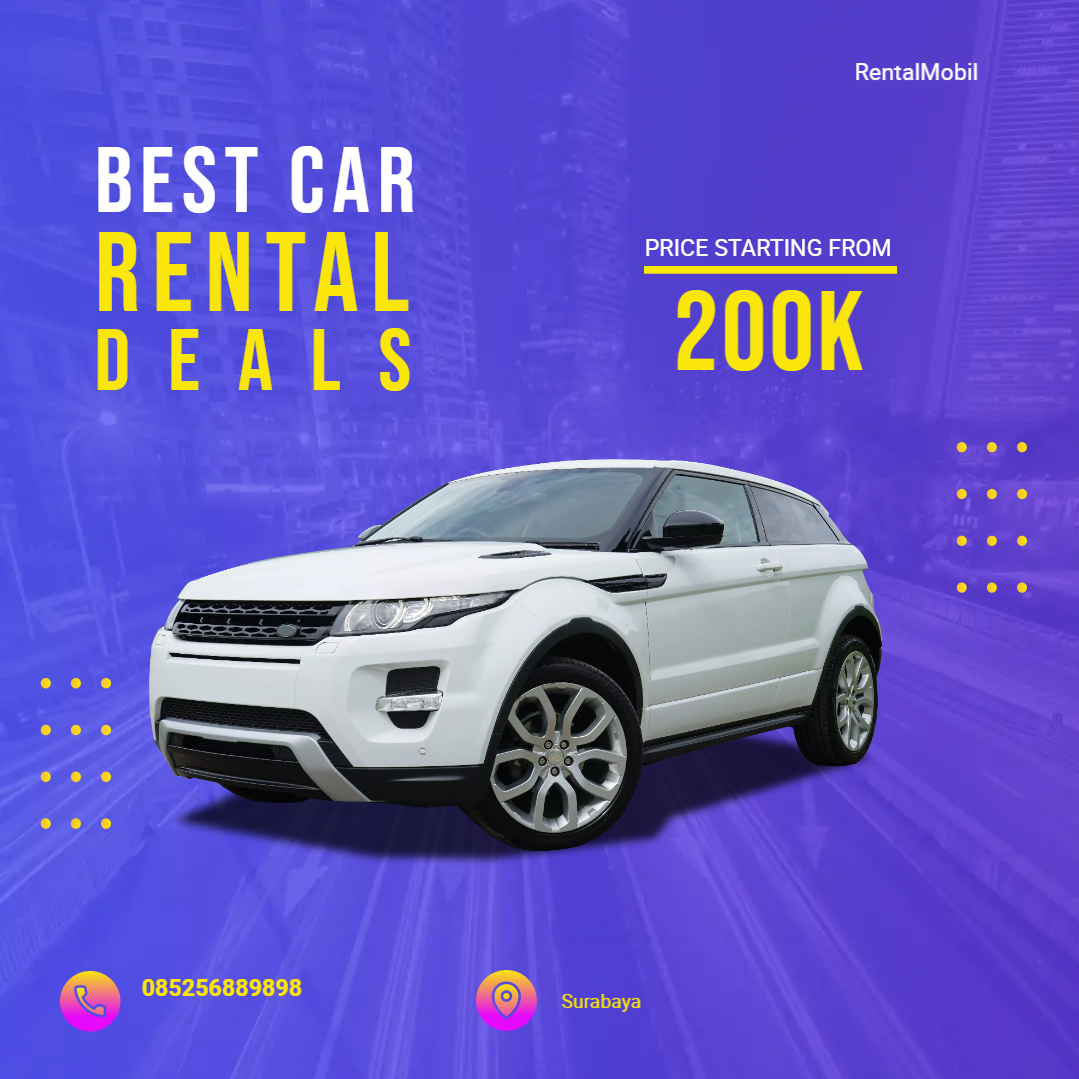 RentalMobil
BEST CAR
RENTAL
DEALS
PRICE STARTING FROM
200K
085256889898
Surabaya